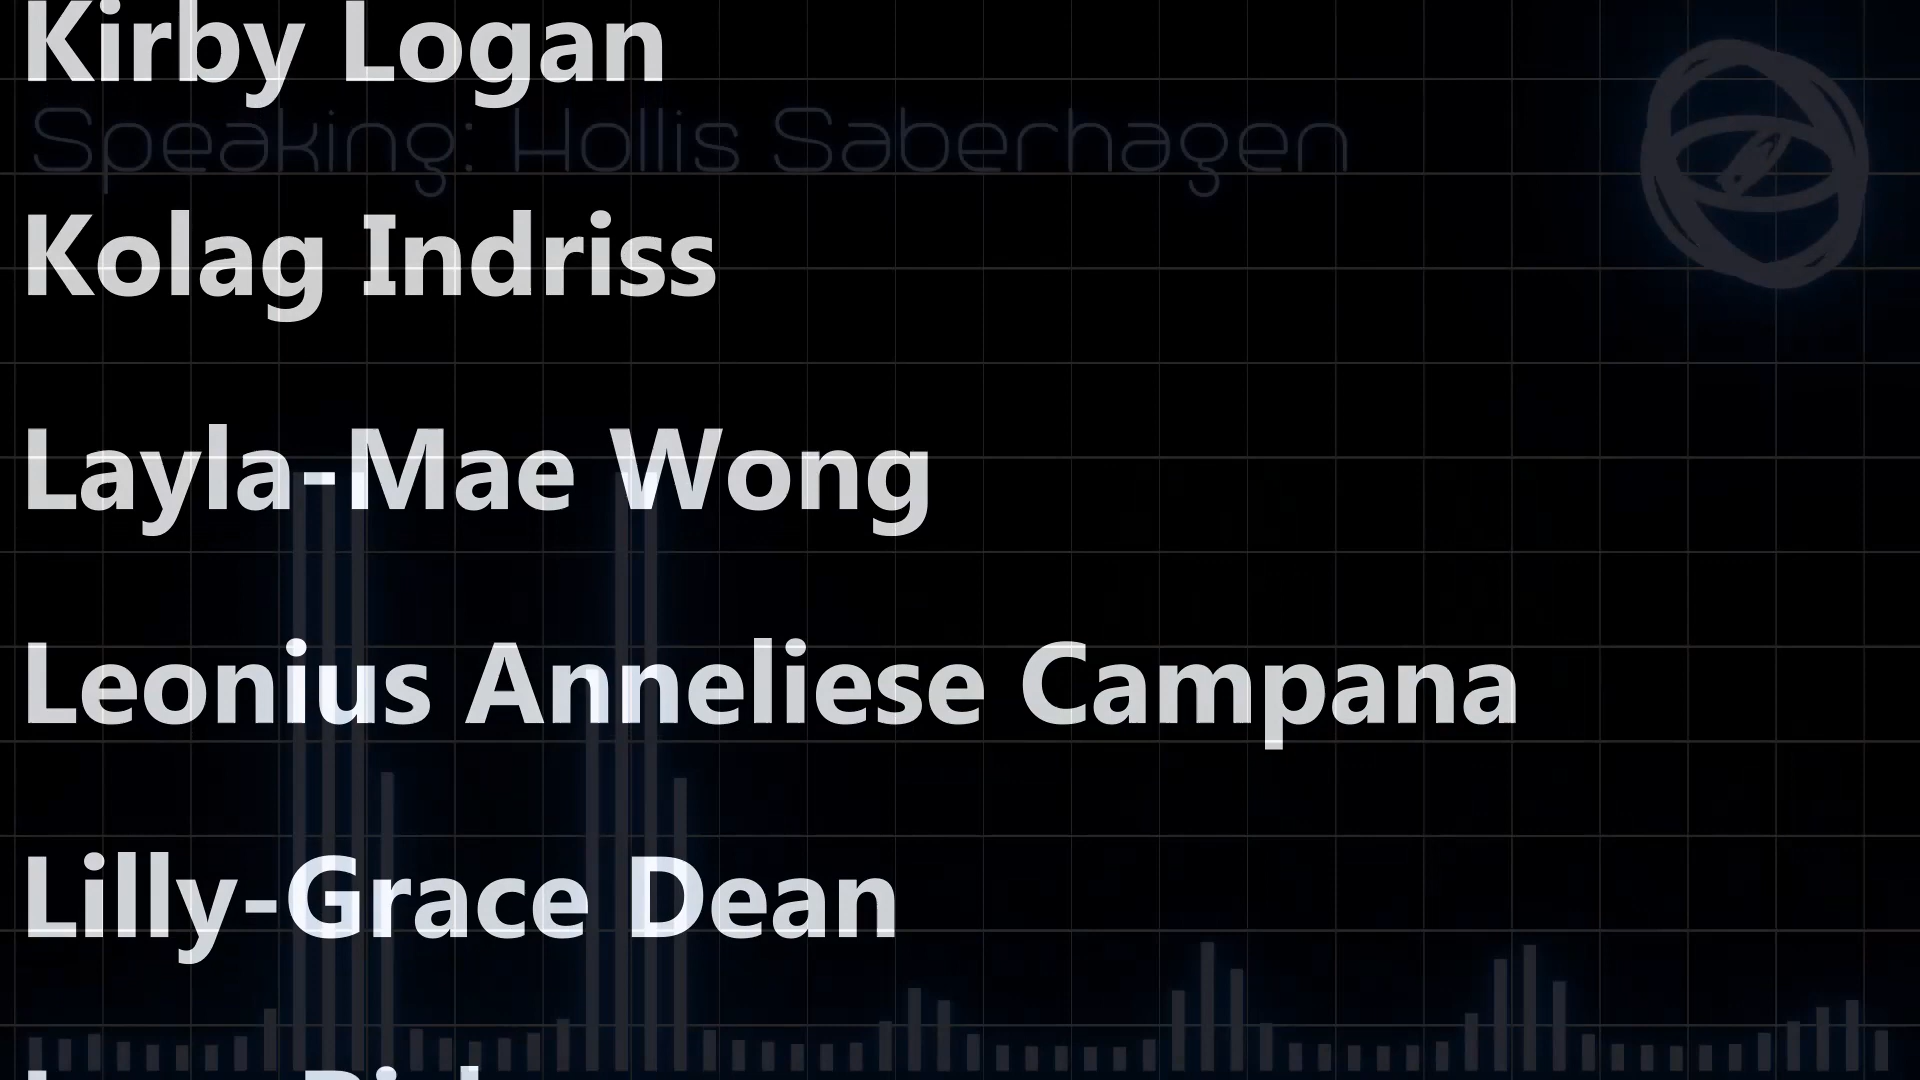 Kirby Logan
Speaking: Hollis Saberhagen
Kolag Indriss
Layla-Mae Wong
Leonius Anneliese Campana
Lilly-Grace Dean